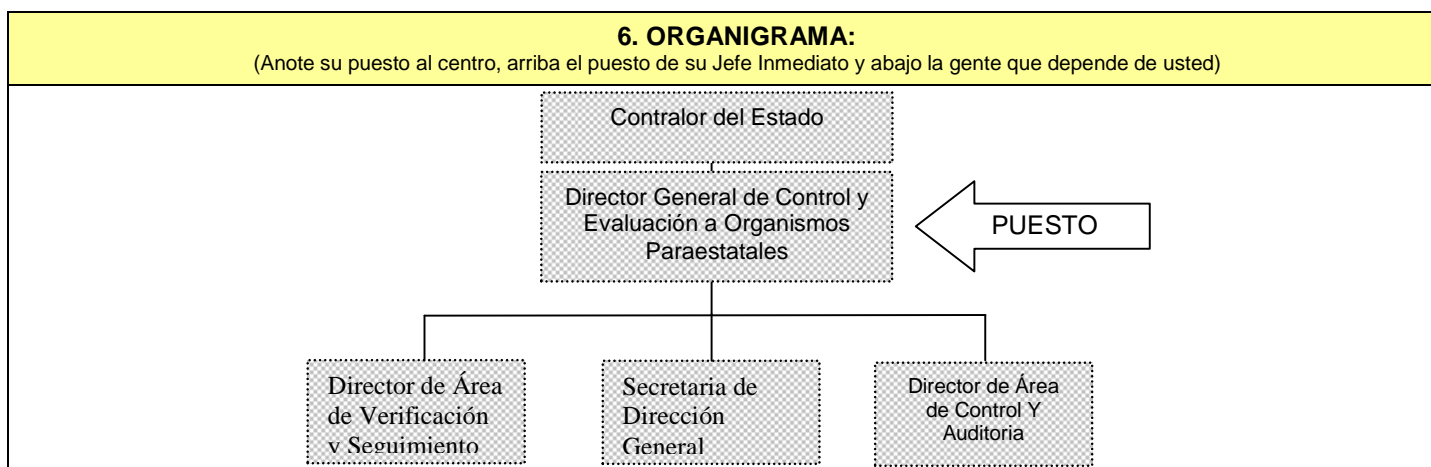 6. ORGANIGRAMA:
(Anote su puesto al centro, arriba el puesto de su Jefe Inmediato y abajo la gente que depende de usted)
Contralor del Estado
Director General de Control y
Evaluación a Organismos
Paraestatales
PUESTO
Director de Área
de Verificación
y Seguimiento
Secretaria de
Dirección
General
Director de Área
de Control Y
Auditoria